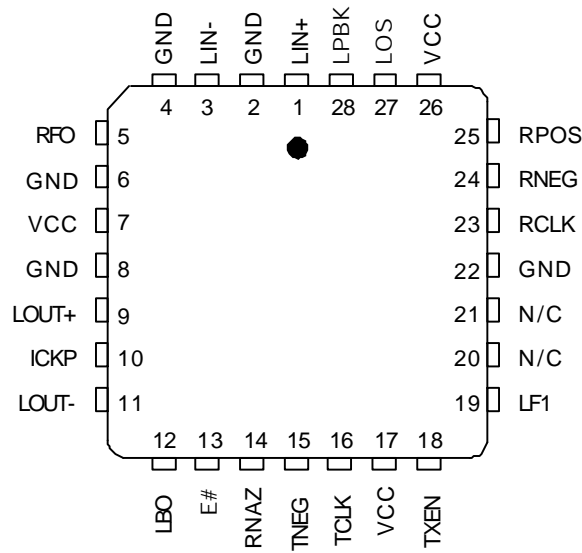 GND LIN- GND LIN+ LPBK LOS VCC
4 3 2 1 28 27 26
RFO 5 25 RPOS
GND 6 24 RNEG
VCC 7 23 RCLK
GND 8 22 GND
LOUT+ 9 21 N/C
ICKP 10 20 N/C
LOUT- 11 19 LF1
12 13 14 15 16 17 18
LBO E# RNAZ TNEG TCLK VCC TXEN